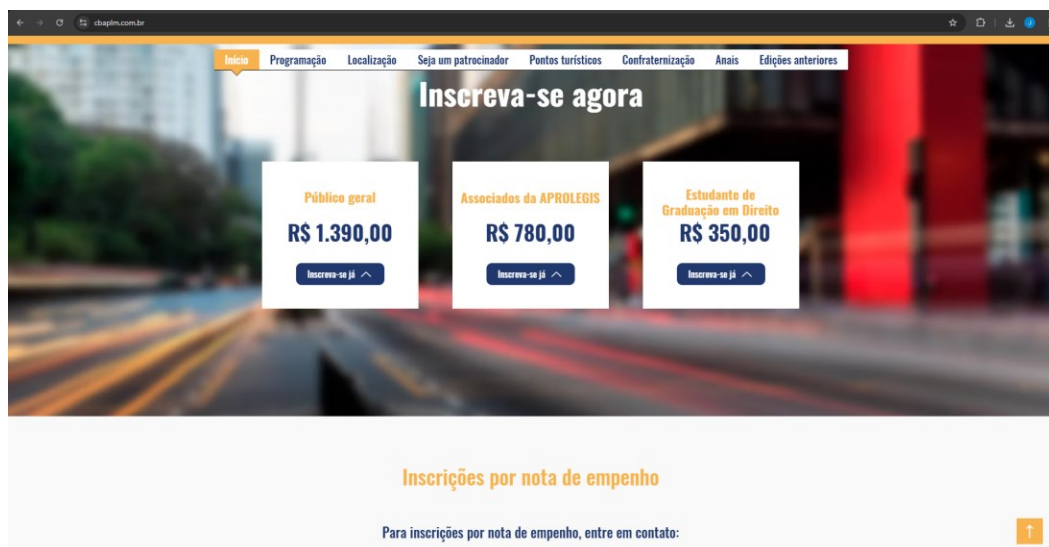 cbaplm.com.br
Início Programação Localização Seja um patrocinador Pontos turísticos Confraternização Anais Edições anteriores
Inscreva-se agora
Público geral
R$ 1.390,00
Inscreva-se já
Associados da APROLEGIS
R$ 780,00
Inscreva-se já
Estudante de
Graduação em Direito
R$ 350,00
Inscreva-se já
Inscrições por nota de empenho
Para inscrições por nota de empenho, entre em contato: